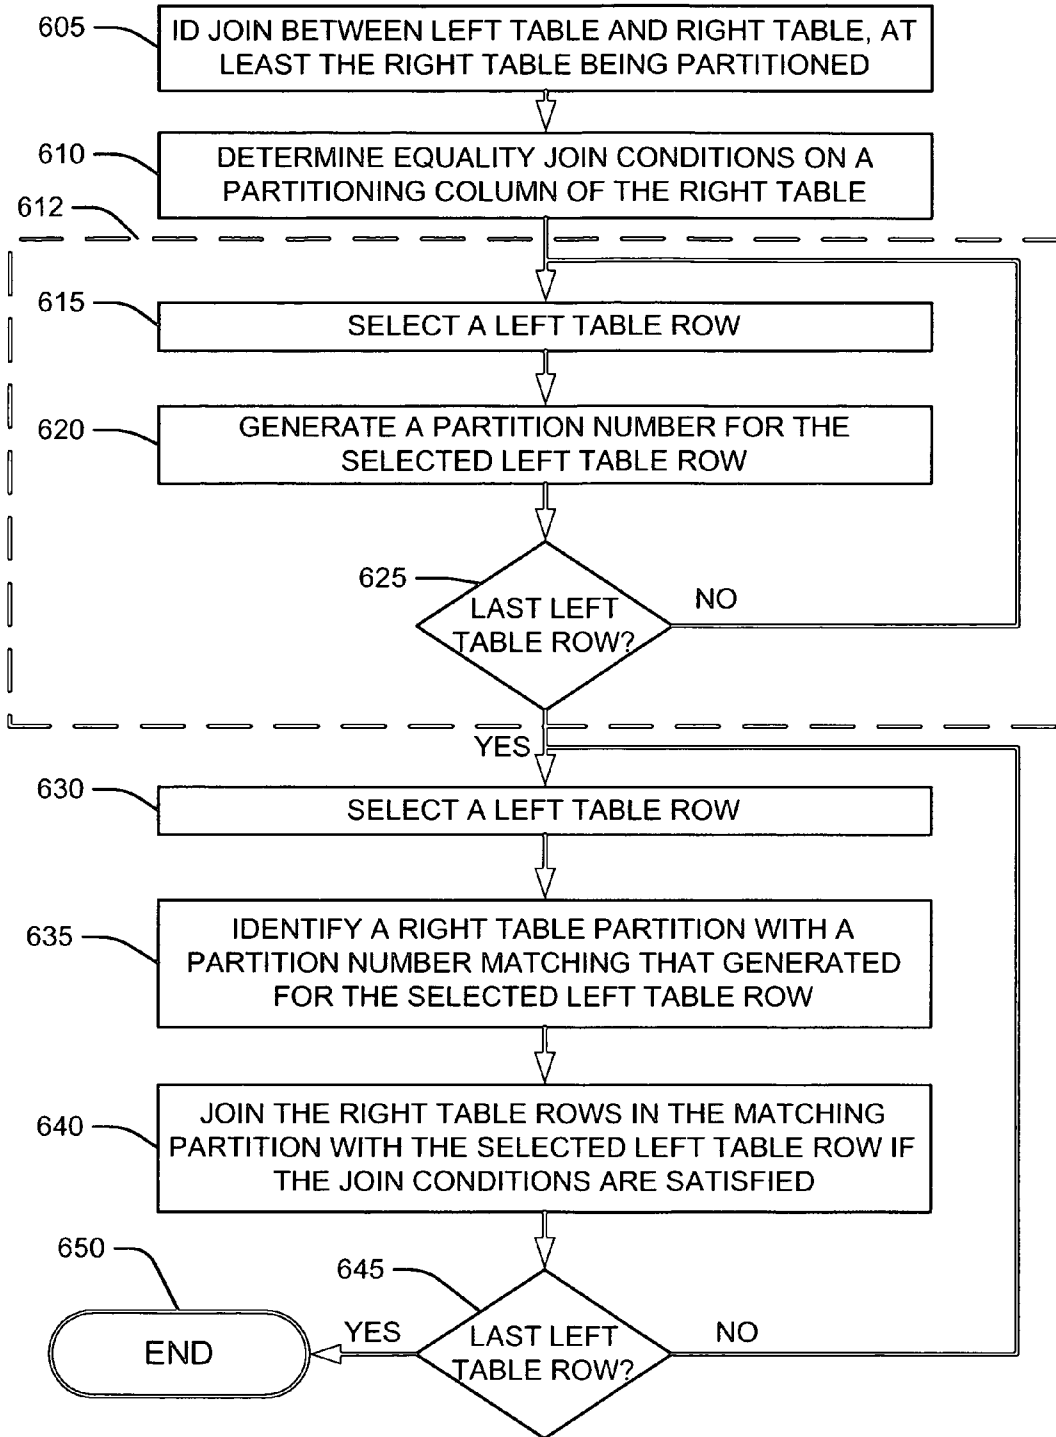 605
ID JOIN BETWEEN LEFT TABLE AND RIGHT TABLE, AT
LEAST THE RIGHT TABLE BEING PARTITIONED
610
DETERMINE EQUALITY JOIN CONDITIONS ON A
PARTITIONING COLUMN OF THE RIGHT TABLE
612
615
SELECT A LEFT TABLE ROW
620
GENERATE A PARTITION NUMBER FOR THE
SELECTED LEFT TABLE ROW
625
LAST LEFT
TABLE ROW?
NO
YES
630
SELECT A LEFT TABLE ROW
635
IDENTIFY A RIGHT TABLE PARTITION WITH A
PARTITION NUMBER MATCHING THAT GENERATED
FOR THE SELECTED LEFT TABLE ROW
640
JOIN THE RIGHT TABLE ROWS IN THE MATCHING
PARTITION WITH THE SELECTED LEFT TABLE ROW IF
THE JOIN CONDITIONS ARE SATISFIED
645
LAST LEFT
TABLE ROW?
NO
YES
650
END